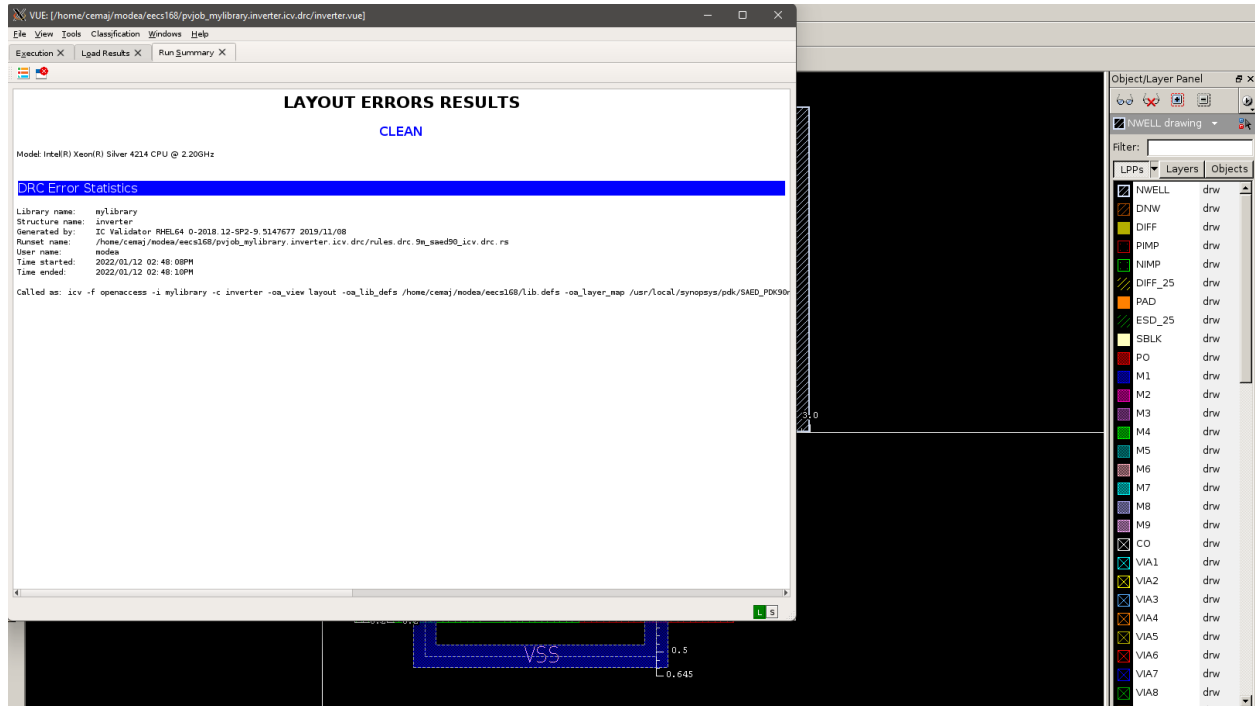 VUE: [/home/cemaj/modea/eecs168/pvjob_mylibrary.inverter.icv.drc/inverter.vue]
File View Tools Classification Windows Help
Execution X Load Results X Run Summary X
LAYOUT ERRORS RESULTS
CLEAN
Model: Intel(R) Xeon(R) Silver 4214 CPU @ 2.20GHz
DRC Error Statistics
Library name: mylibrary
Structure name: inverter
Generated by: IC Validator RHEL64 O-2018.12-SP2-9.5147677 2019/11/08
Runset name: /home/cemaj/modea/eecs168/pvjob_mylibrary.inverter.icv.drc/rules.drc.9m_saed90_icv.drc.rs
User name: modea
Time started: 2022/01/12 02:48:08PM
Time ended: 2022/01/12 02:48:10PM
Called as: icv -f openaccess -i mylibrary -c inverter -oa_view layout -oa_lib_defs /home/cemaj/modea/eecs168/lib.defs -oa_layer_map /usr/local/synopsys/pdk/SAED_PDK90n
L S
3.0
VSS
0.5
0.645
Object/Layer Panel
NWELL drawing
Filter:
LPPs Layers Objects
NWELL drw
DNW drw
DIFF drw
PIMP drw
NIMP drw
DIFF_25 drw
PAD drw
ESD_25 drw
SBLK drw
PO drw
M1 drw
M2 drw
M3 drw
M4 drw
M5 drw
M6 drw
M7 drw
M8 drw
M9 drw
CO drw
VIA1 drw
VIA2 drw
VIA3 drw
VIA4 drw
VIA5 drw
VIA6 drw
VIA7 drw
VIA8 drw